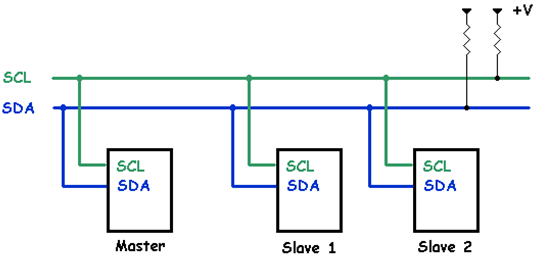 +V
SCL
SDA
SCL
SDA
SCL
SDA
SCL
SDA
Master
Slave 1
Slave 2